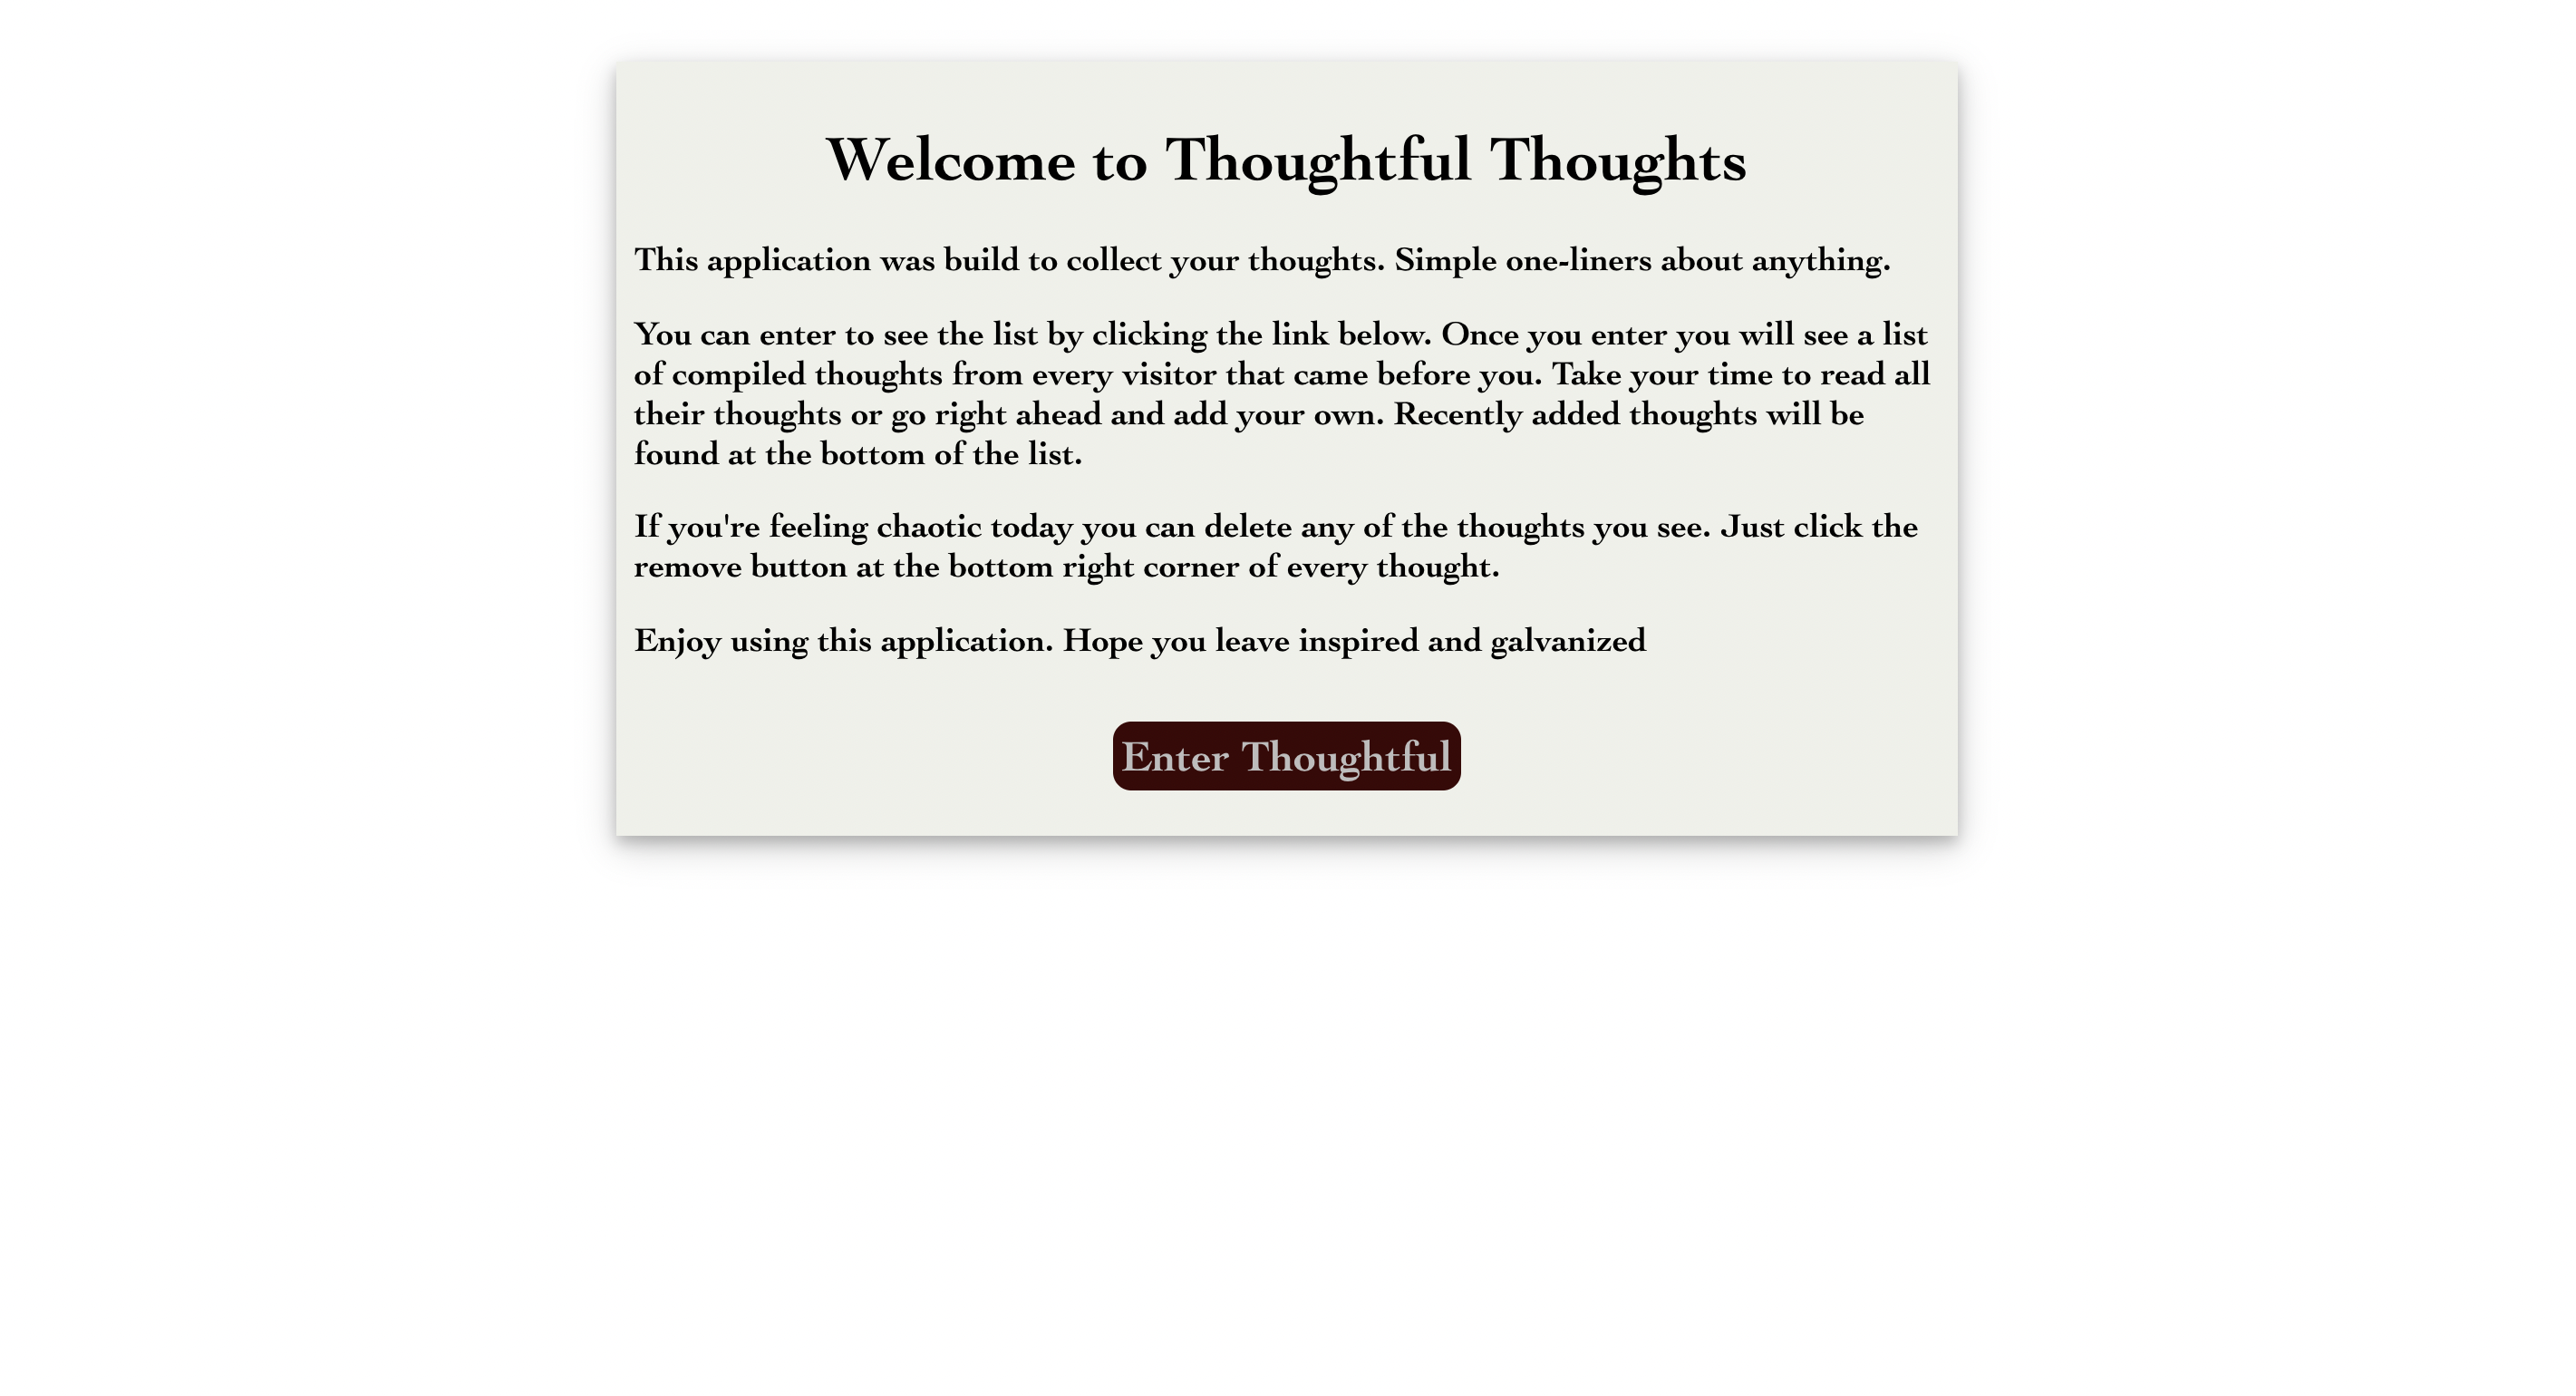 Welcome to Thoughtful Thoughts
This application was build to collect your thoughts. Simple one-liners about anything.
You can enter to see the list by clicking the link below. Once you enter you will see a list
of compiled thoughts from every visitor that came before you. Take your time to read all
their thoughts or go right ahead and add your own. Recently added thoughts will be
found at the bottom of the list.
If you're feeling chaotic today you can delete any of the thoughts you see. Just click the
remove button at the bottom right corner of every thought.
Enjoy using this application. Hope you leave inspired and galvanized
Enter Thoughtful